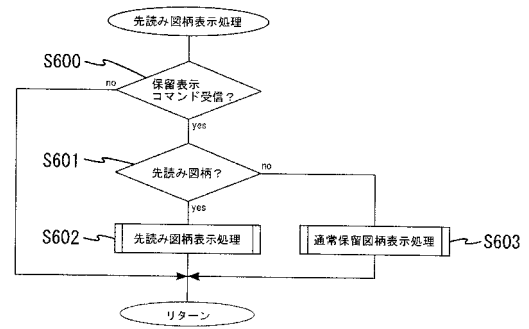 先読み図柄表示処理
S600
no
保留表示
コマンド受信？
yes
S601
先読み図柄？
no
yes
S602
先読み図柄表示処理
通常保留図柄表示処理
S603
リターン